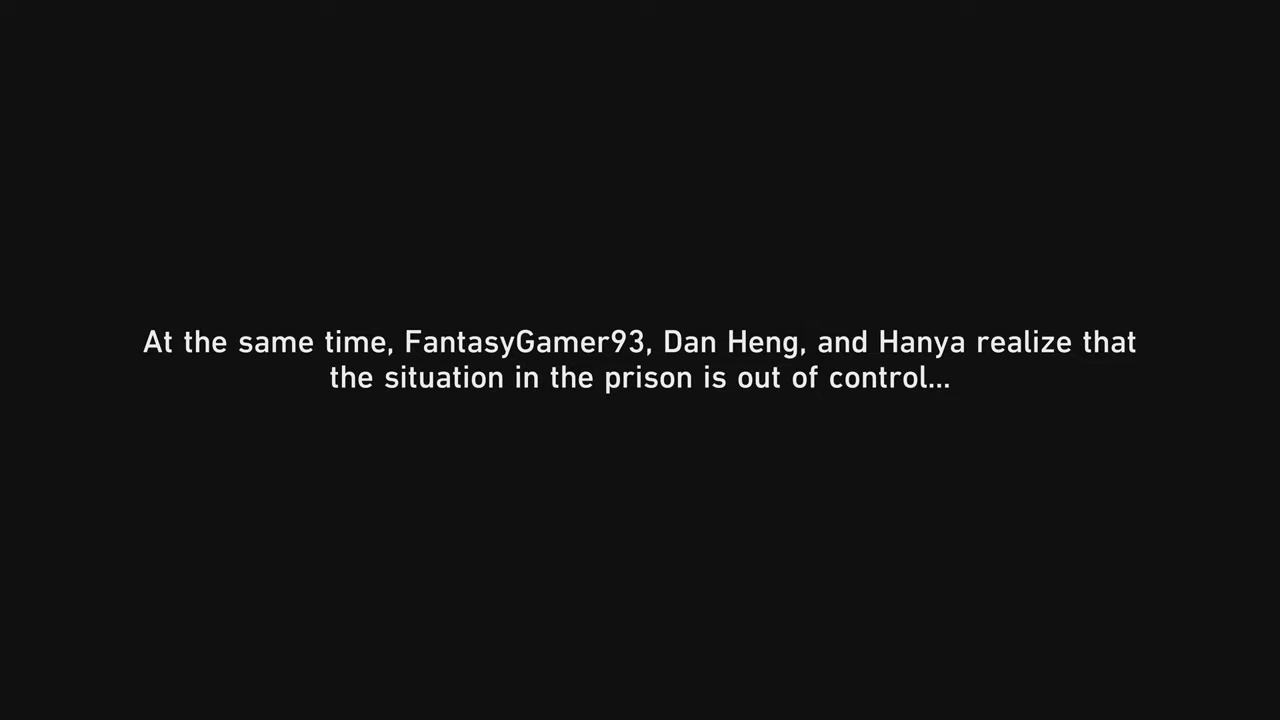 At the same time, FantasyGamer93, Dan Heng, and Hanya realize that
the situation in the prison is out of control...